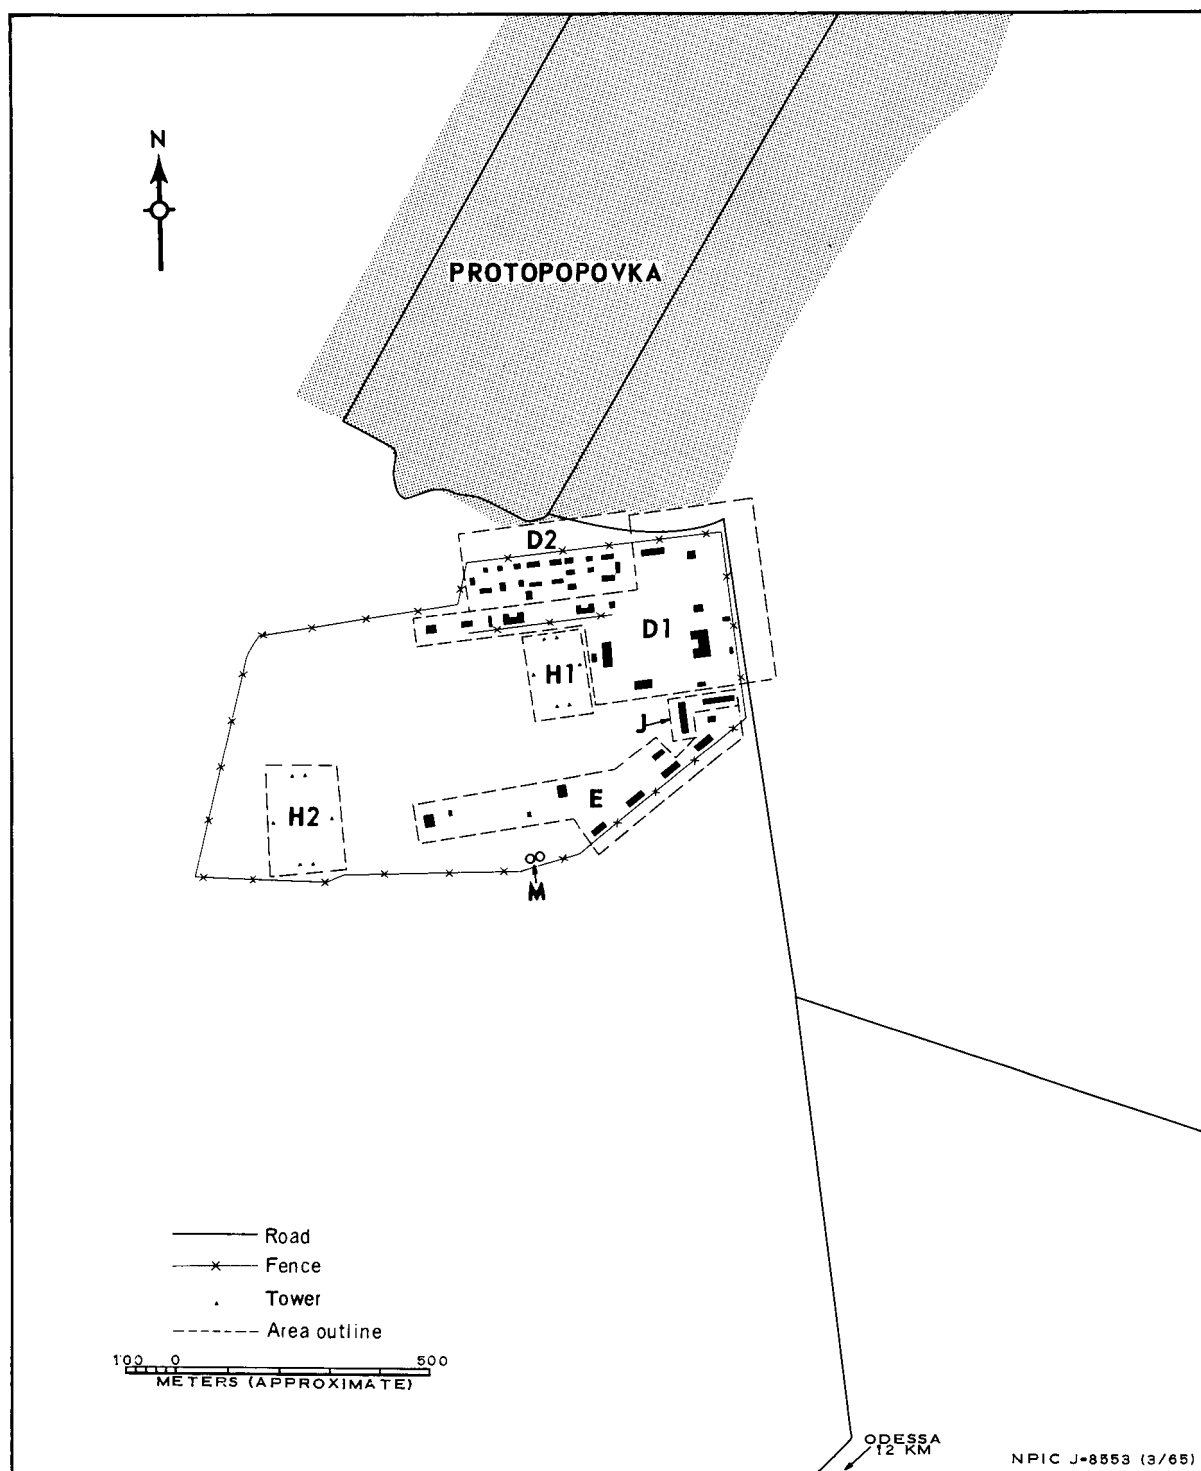 N
PROTOPOPOVKA
D2
D1
H1
J
H2
E
M
Road
Fence
Tower
Area outline
100 0 500
METERS (APPROXIMATE)
ODESSA
12 KM
NPIC J-8553 (3/65)